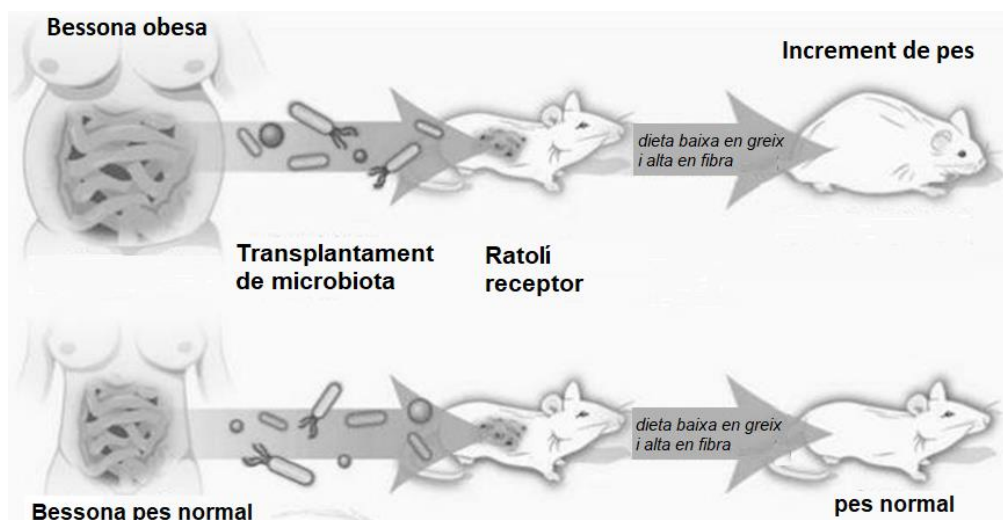 Bessona obesa
Increment de pes
dieta baixa en greix
i alta en fibra
Transplantament
de microbiota
Ratolí
receptor
dieta baixa en greix
i alta en fibra
Bessona pes normal
pes normal